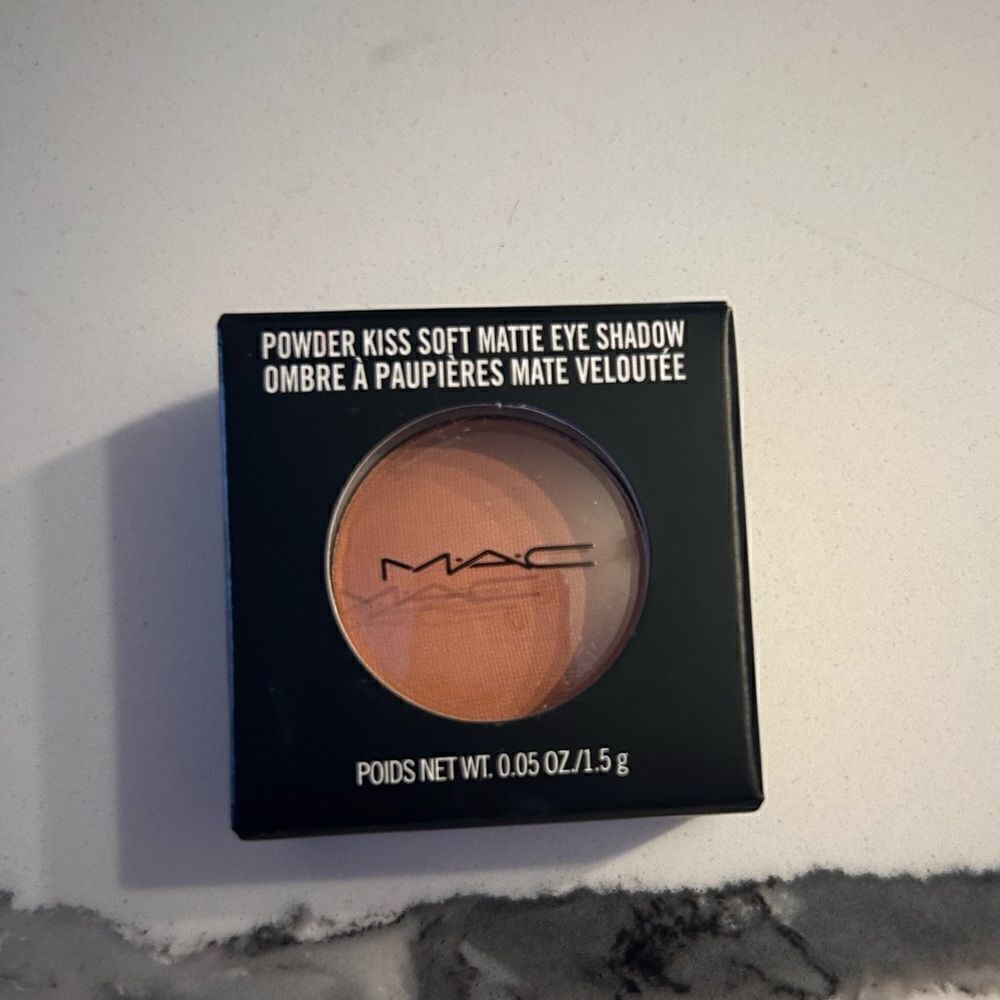 POWDER KISS SOFT MATTE EYE SHADOW
OMBRE À PAUPIÈRES MATE VELOUTÉE
M·A·C
POIDS NET WT. 0.05 OZ./1.5 g